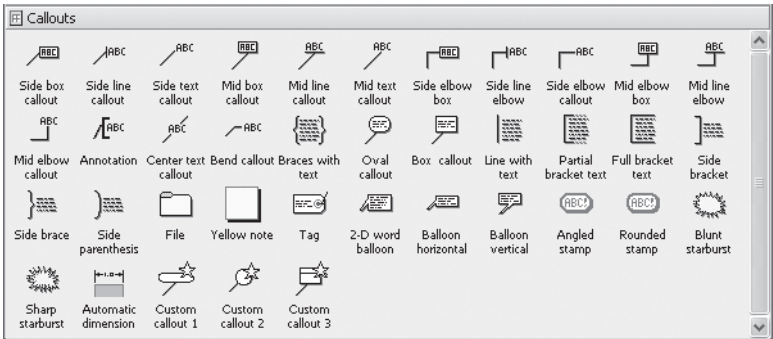 Callouts
ABC ABC ABC ABC ABC ABC ABC ABC ABC ABC ABC
Side box Side line Side text Mid box Mid line Mid text Side elbow Side line Side elbow Mid elbow Mid line
callout callout callout callout callout callout box elbow callout box elbow
ABC ABC ABC ABC
Mid elbow Annotation Center text Bend callout Braces with Oval Box callout Line with Partial Full bracket Side
callout callout text callout text bracket text text bracket
ABC! ABC!
Side brace Side File Yellow note Tag 2-D word Balloon Balloon Angled Rounded Blunt
parenthesis balloon horizontal vertical stamp stamp starburst
1.0
Sharp Automatic Custom Custom Custom
starburst dimension callout 1 callout 2 callout 3